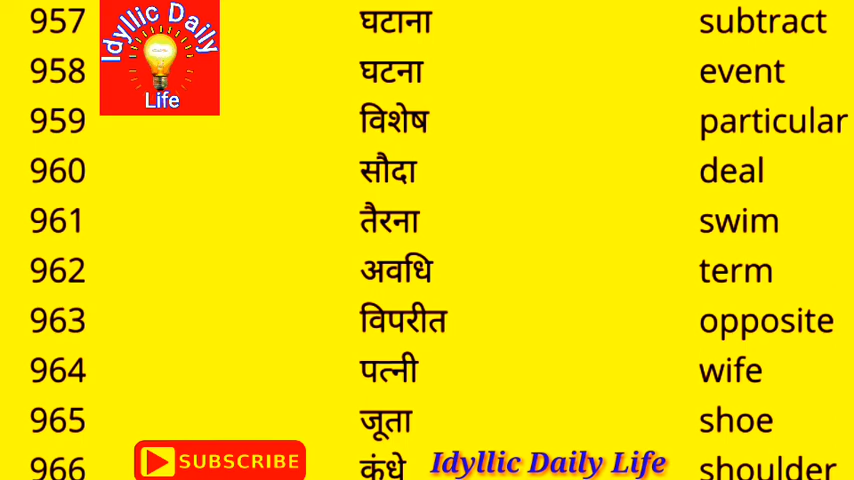 957 घटाना subtract
Idyllic Daily
Life
958 घटना event
959 विशेष particular
960 सौदा deal
961 तैरना swim
962 अवधि term
963 विपरीत opposite
964 पत्नी wife
965 जूता shoe
966 कंधे shoulder
SUBSCRIBE
Idyllic Daily Life